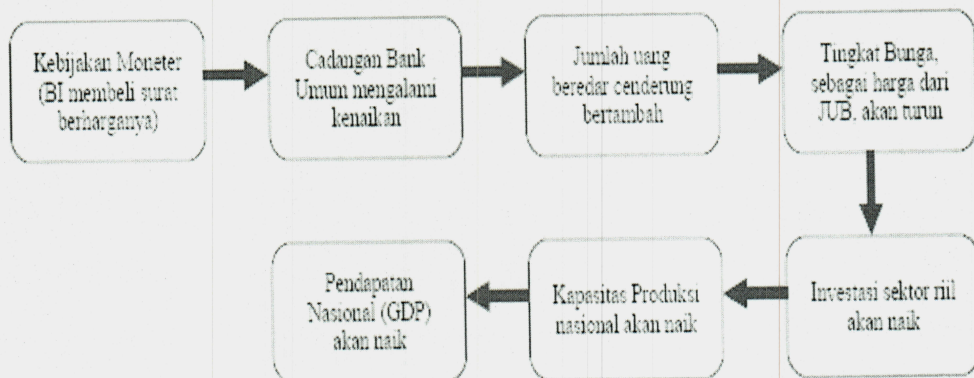 Kebijakan Moneter
(BI membeli surat
berharganya)
Cadangan Bank
Umum mengalami
kenaikan
Jumlah uang
beredar cenderung
bertambah
Tingkat Bunga,
sebagai harga dari
JUB, akan turun
Investasi sektor riil
akan naik
Kapasitas Produksi
nasional akan naik
Pendapatan
Nasional (GDP)
akan naik